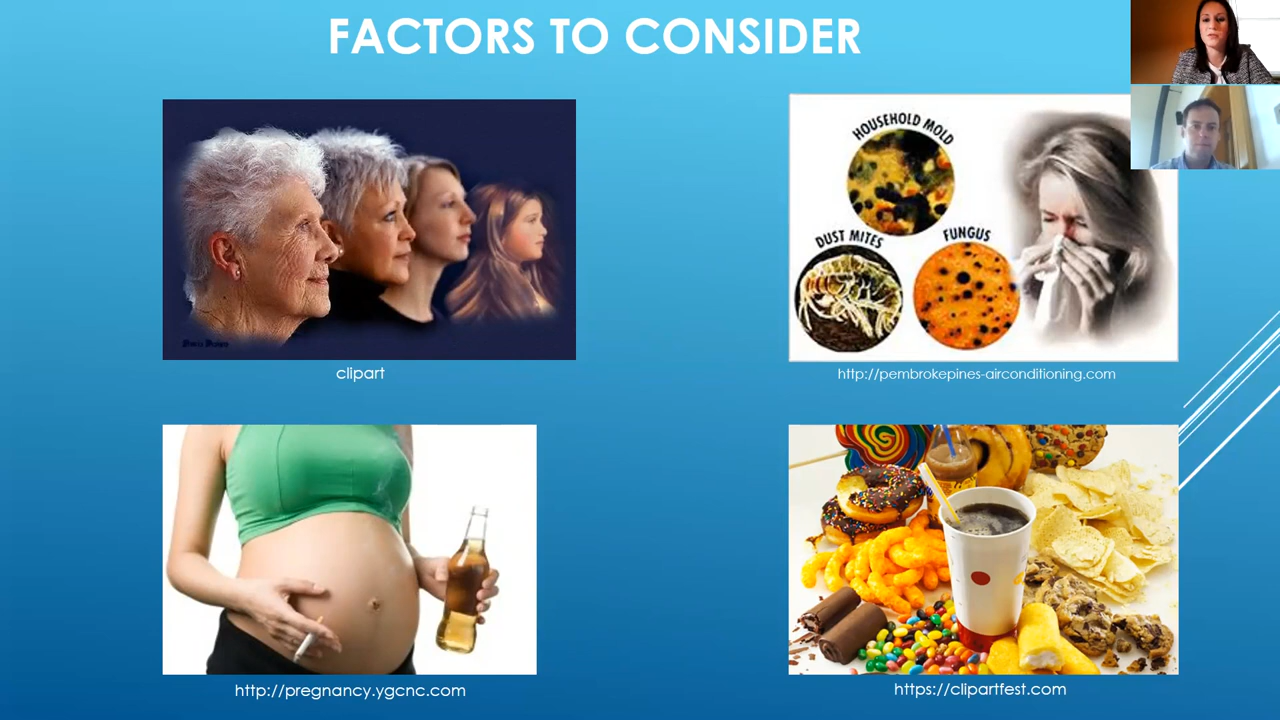 FACTORS TO CONSIDER
HOUSEHOLD MOLD
DUST MITES
FUNGUS
clipart
http://pembrokepines-airconditioning.com
http://pregnancy.ygcnc.com
https://clipartfest.com